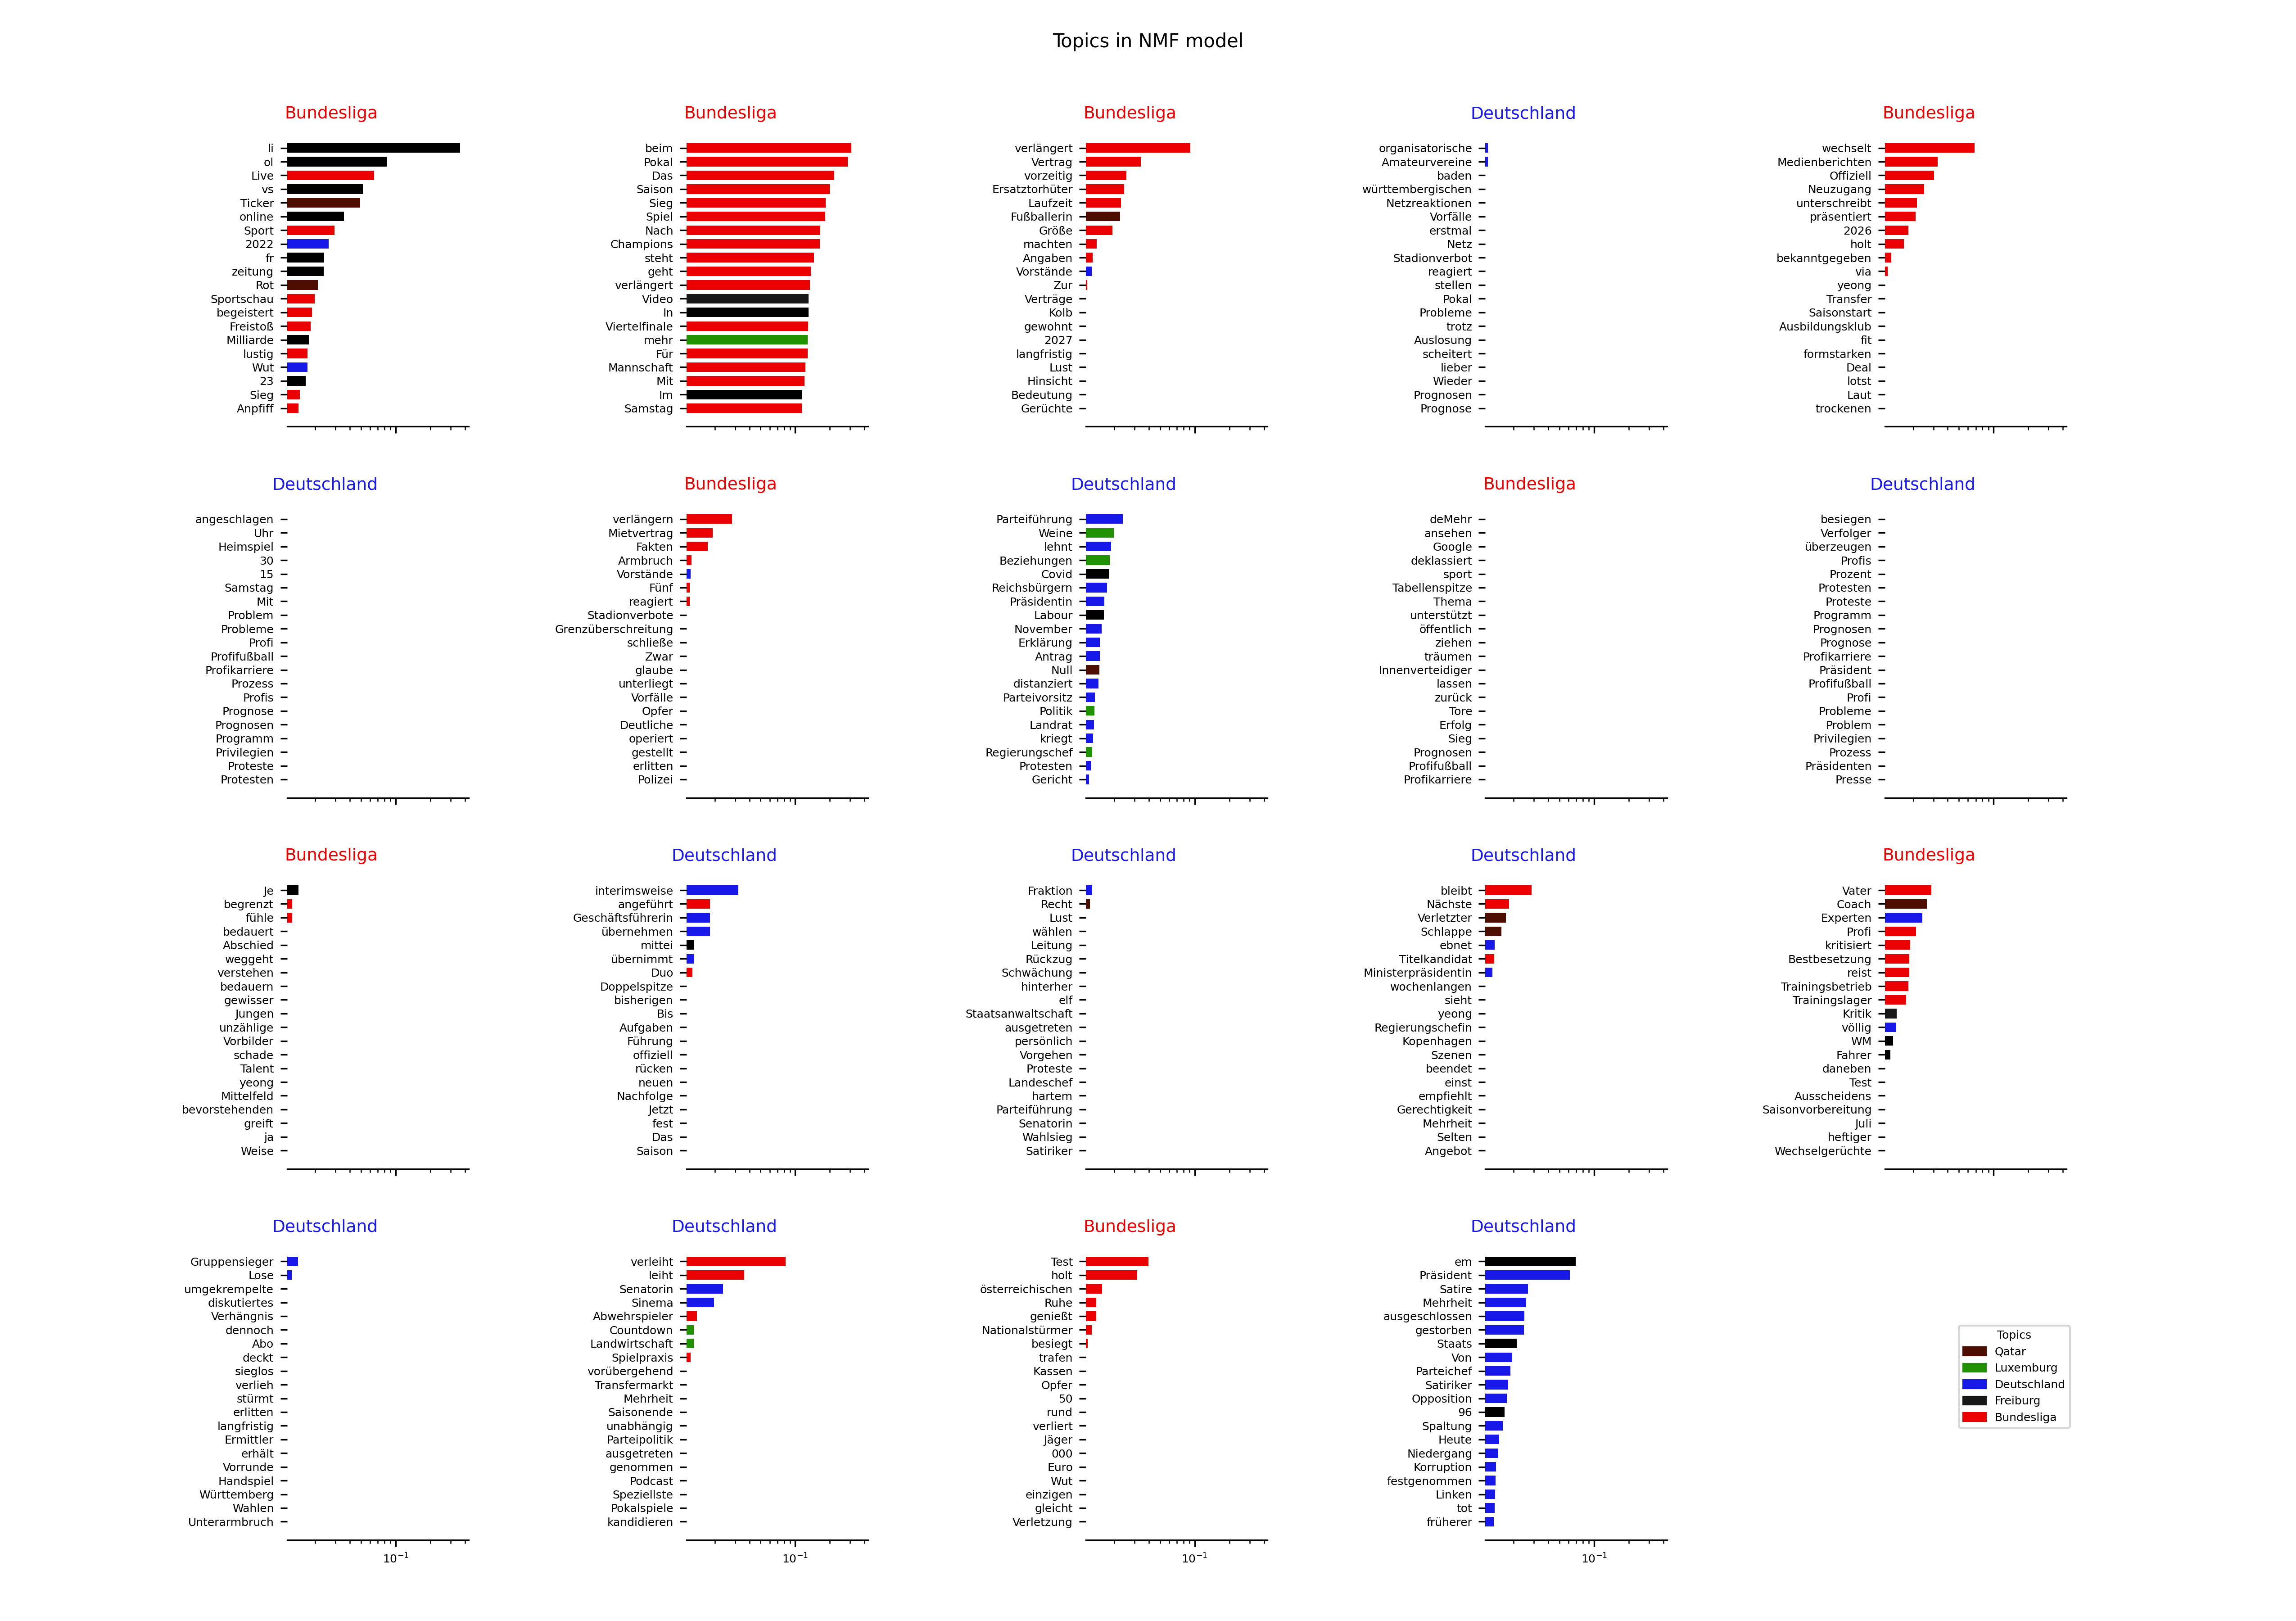 Topics in NMF model
Bundesliga
li
ol
Live
vs
Ticker
online
Sport
2022
fr
zeitung
Rot
Sportschau
begeistert
Freistoß
Milliarde
lustig
Wut
23
Sieg
Anpfiff
Bundesliga
beim
Pokal
Das
Saison
Sieg
Spiel
Nach
Champions
steht
geht
verlängert
Video
In
Viertelfinale
mehr
Für
Mannschaft
Mit
Im
Samstag
Bundesliga
verlängert
Vertrag
vorzeitig
Ersatztorhüter
Laufzeit
Fußballerin
Größe
machten
Angaben
Vorstände
Zur
Verträge
Kolb
gewohnt
2027
langfristig
Lust
Hinsicht
Bedeutung
Gerüchte
Deutschland
organisatorische
Amateurvereine
baden
württembergischen
Netzreaktionen
Vorfälle
erstmal
Netz
Stadionverbot
reagiert
stellen
Pokal
Probleme
trotz
Auslosung
scheitert
lieber
Wieder
Prognosen
Prognose
Bundesliga
wechselt
Medienberichten
Offiziell
Neuzugang
unterschreibt
präsentiert
2026
holt
bekanntgegeben
via
yeong
Transfer
Saisonstart
Ausbildungsklub
fit
formstarken
Deal
lotst
Laut
trockenen
Deutschland
angeschlagen
Uhr
Heimspiel
30
15
Samstag
Mit
Problem
Probleme
Profi
Profifußball
Profikarriere
Prozess
Profis
Prognose
Prognosen
Programm
Privilegien
Proteste
Protesten
Bundesliga
verlängern
Mietvertrag
Fakten
Armbruch
Vorstände
Fünf
reagiert
Stadionverbote
Grenzüberschreitung
schließe
Zwar
glaube
unterliegt
Vorfälle
Opfer
Deutliche
operiert
gestellt
erlitten
Polizei
Deutschland
Parteiführung
Weine
lehnt
Beziehungen
Covid
Reichsbürgern
Präsidentin
Labour
November
Erklärung
Antrag
Null
distanziert
Parteivorsitz
Politik
Landrat
kriegt
Regierungschef
Protesten
Gericht
Bundesliga
deMehr
ansehen
Google
deklassiert
sport
Tabellenspitze
Thema
unterstützt
öffentlich
ziehen
träumen
Innenverteidiger
lassen
zurück
Tore
Erfolg
Sieg
Prognosen
Profifußball
Profikarriere
Deutschland
besiegen
Verfolger
überzeugen
Profis
Prozent
Protesten
Proteste
Programm
Prognosen
Prognose
Profikarriere
Präsident
Profifußball
Profi
Probleme
Problem
Privilegien
Prozess
Präsidenten
Presse
Bundesliga
Je
begrenzt
fühle
bedauert
Abschied
weggeht
verstehen
bedauern
gewisser
Jungen
unzählige
Vorbilder
schade
Talent
yeong
Mittelfeld
bevorstehenden
greift
ja
Weise
Deutschland
interimsweise
angeführt
Geschäftsführerin
übernehmen
mittei
übernimmt
Duo
Doppelspitze
bisherigen
Bis
Aufgaben
Führung
offiziell
rücken
neuen
Nachfolge
Jetzt
fest
Das
Saison
Deutschland
Fraktion
Recht
Lust
wählen
Leitung
Rückzug
Schwächung
hinterher
elf
Staatsanwaltschaft
ausgetreten
persönlich
Vorgehen
Proteste
Landeschef
hartem
Parteiführung
Senatorin
Wahlsieg
Satiriker
Deutschland
bleibt
Nächste
Verletzter
Schlappe
ebnet
Titelkandidat
Ministerpräsidentin
wochenlangen
sieht
yeong
Regierungschefin
Kopenhagen
Szenen
beendet
einst
empfiehlt
Gerechtigkeit
Mehrheit
Selten
Angebot
Bundesliga
Vater
Coach
Experten
Profi
kritisiert
Bestbesetzung
reist
Trainingsbetrieb
Trainingslager
Kritik
völlig
WM
Fahrer
daneben
Test
Ausscheidens
Saisonvorbereitung
Juli
heftiger
Wechselgerüchte
Deutschland
Gruppensieger
Lose
umgekrempelte
diskutiertes
Verhängnis
dennoch
Abo
deckt
sieglos
verlieh
stürmt
erlitten
langfristig
Ermittler
erhält
Vorrunde
Handspiel
Württemberg
Wahlen
Unterarmbruch
10⁻¹
Deutschland
verleiht
leiht
Senatorin
Sinema
Abwehrspieler
Countdown
Landwirtschaft
Spielpraxis
vorübergehend
Transfermarkt
Mehrheit
Saisonende
unabhängig
Parteipolitik
ausgetreten
genommen
Podcast
Speziellste
Pokalspiele
kandidieren
10⁻¹
Bundesliga
Test
holt
österreichischen
Ruhe
genießt
Nationalstürmer
besiegt
trafen
Kassen
Opfer
50
rund
verliert
Jäger
000
Euro
Wut
einzigen
gleicht
Verletzung
10⁻¹
Deutschland
em
Präsident
Satire
Mehrheit
ausgeschlossen
gestorben
Staats
Von
Parteichef
Satiriker
Opposition
96
Spaltung
Heute
Niedergang
Korruption
festgenommen
Linken
tot
früherer
10⁻¹
Topics
Qatar
Luxemburg
Deutschland
Freiburg
Bundesliga